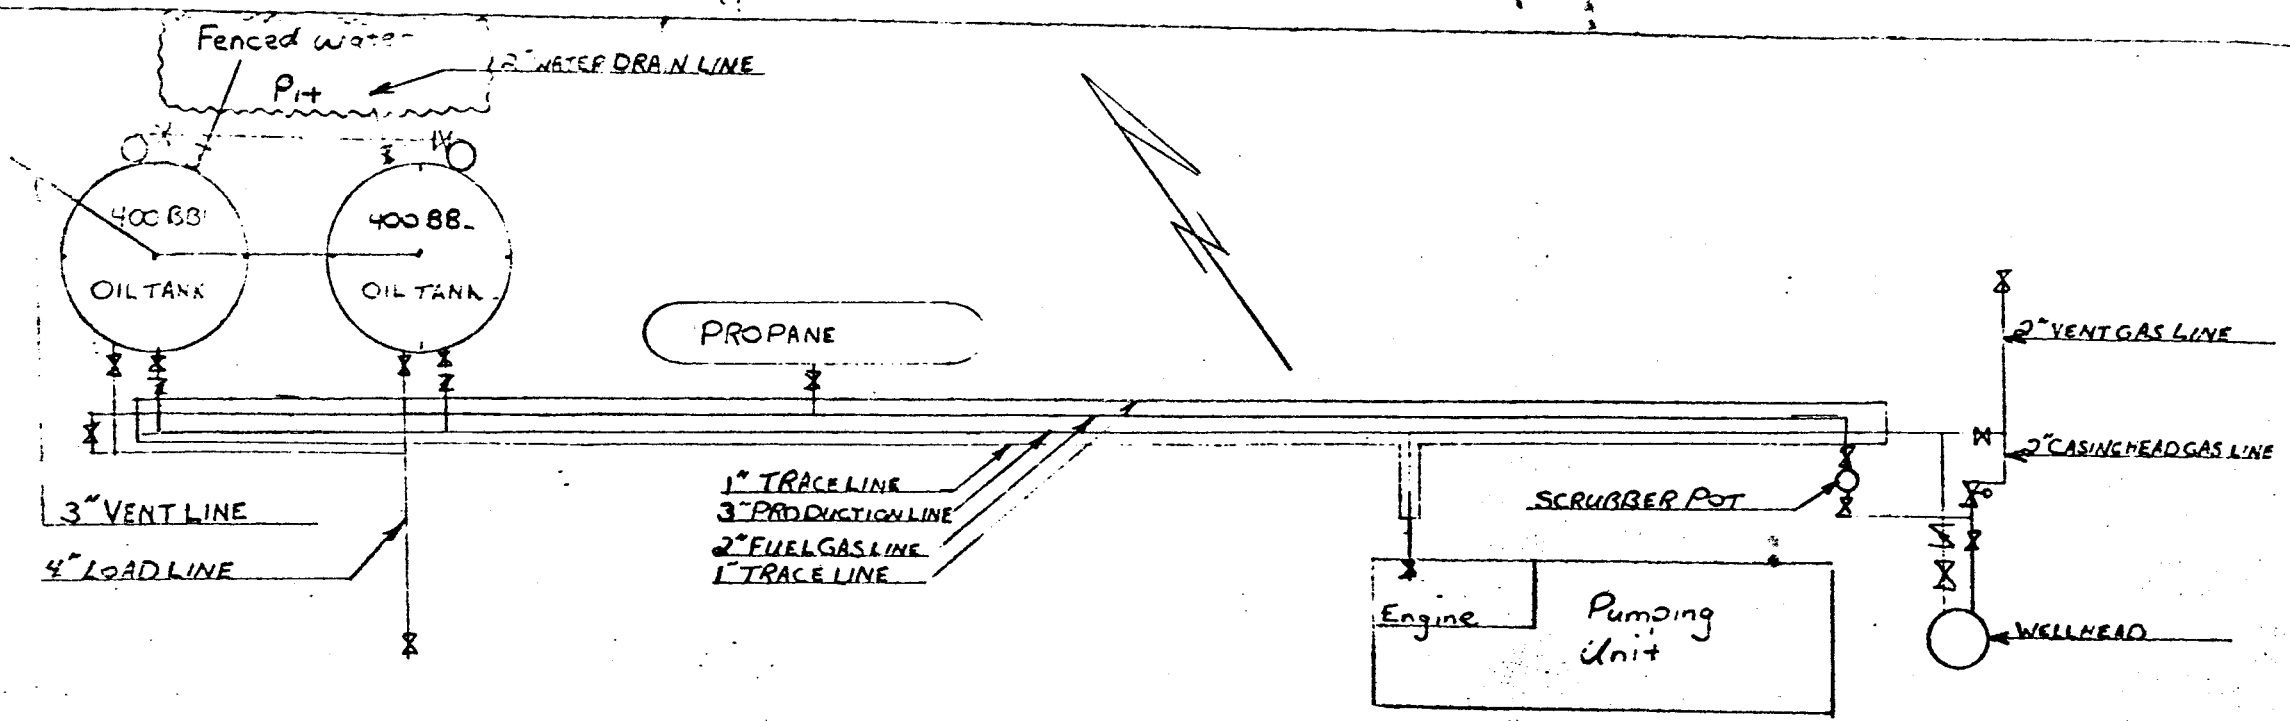 Fenced water
Pit
2" WATER DRAIN LINE
400 BBL
OIL TANK
400 BBL
OIL TANK
PROPANE
2" VENT GAS LINE
2" CASINGHEAD GAS LINE
1" TRACE LINE
3" PRODUCTION LINE
2" FUEL GAS LINE
1" TRACE LINE
SCRUBBER POT
3" VENT LINE
4" LOAD LINE
Engine
Pumping
Unit
WELLHEAD